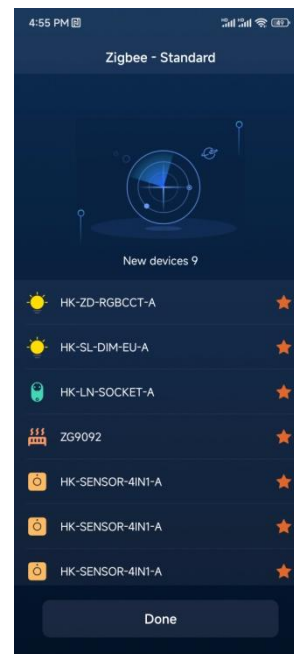 4:55 PM
Zigbee - Standard
New devices 9
HK-ZD-RGBCCT-A
HK-SL-DIM-EU-A
HK-LN-SOCKET-A
ZG9092
HK-SENSOR-4IN1-A
HK-SENSOR-4IN1-A
HK-SENSOR-4IN1-A
Done